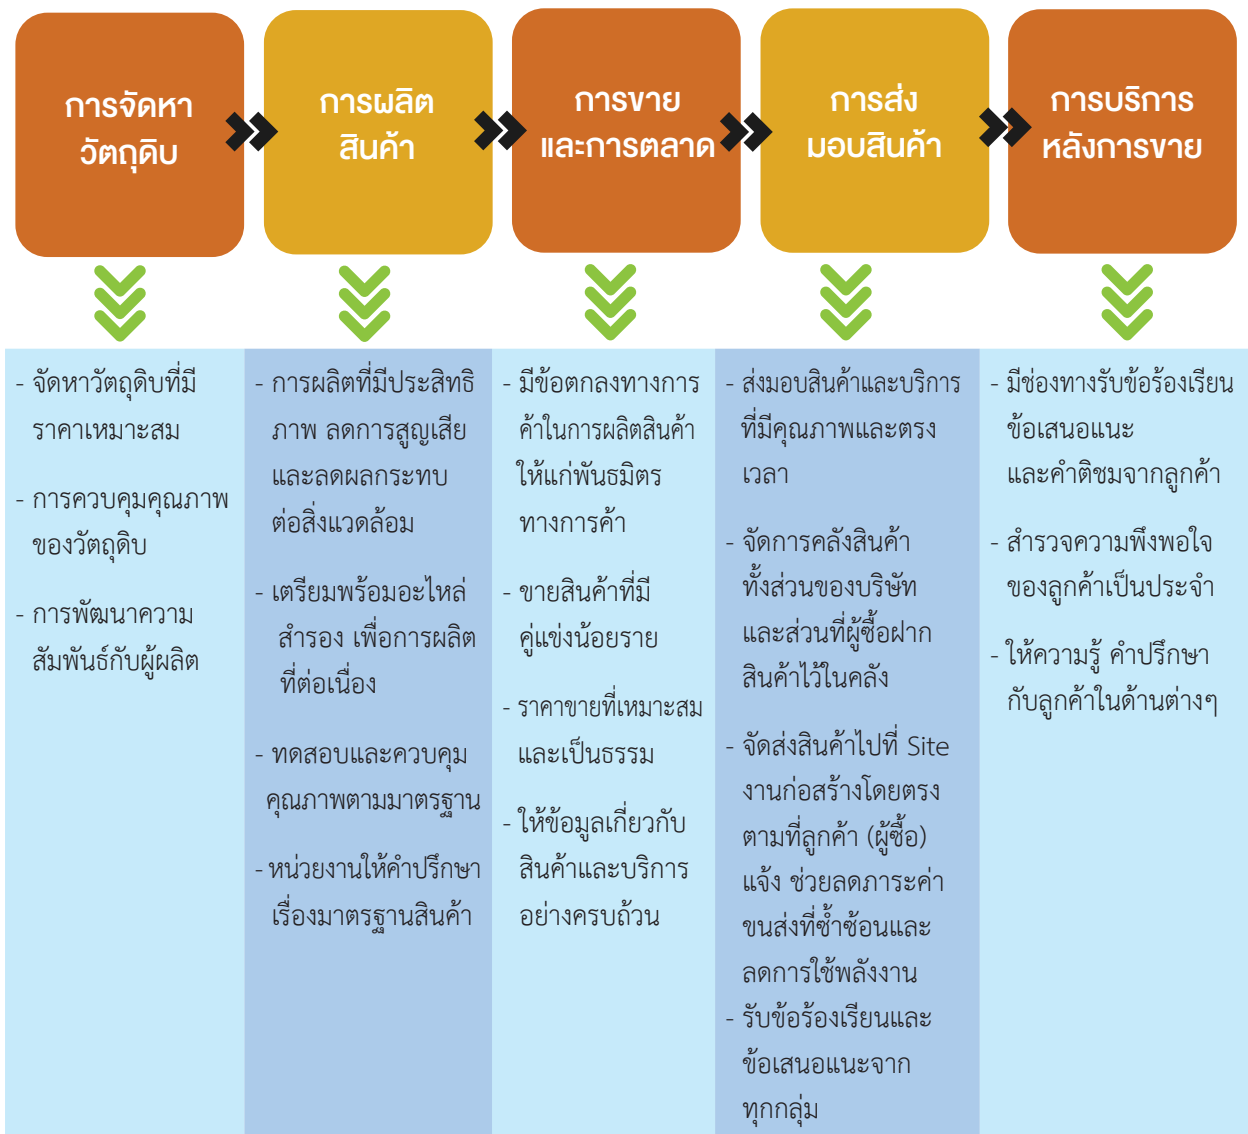 การจัดหา
วัตถุดิบ
การผลิต
สินค้า
การขาย
และการตลาด
การส่ง
มอบสินค้า
การบริการ
หลังการขาย
- จัดหาวัตถุดิบที่มี
ราคาเหมาะสม
- การควบคุมคุณภาพ
ของวัตถุดิบ
- การพัฒนาความ
สัมพันธ์กับผู้ผลิต
- การผลิตที่มีประสิทธิ
ภาพ ลดการสูญเสีย
และลดผลกระทบ
ต่อสิ่งแวดล้อม
- เตรียมพร้อมอะไหล่
สำรอง เพื่อการผลิต
ที่ต่อเนื่อง
- ทดสอบและควบคุม
คุณภาพตามมาตรฐาน
- หน่วยงานให้คำปรึกษา
เรื่องมาตรฐานสินค้า
- มีข้อตกลงทางการ
ค้าในการผลิตสินค้า
ให้แก่พันธมิตร
ทางการค้า
- ขายสินค้าที่มี
คู่แข่งน้อยราย
- ราคาขายที่เหมาะสม
และเป็นธรรม
- ให้ข้อมูลเกี่ยวกับ
สินค้าและบริการ
อย่างครบถ้วน
- ส่งมอบสินค้าและบริการ
ที่มีคุณภาพและตรง
เวลา
- จัดการคลังสินค้า
ทั้งส่วนของบริษัท
และส่วนที่ผู้ซื้อฝาก
สินค้าไว้ในคลัง
- จัดส่งสินค้าไปที่ Site
งานก่อสร้างโดยตรง
ตามที่ลูกค้า (ผู้ซื้อ)
แจ้ง ช่วยลดภาระค่า
ขนส่งที่ซ้ำซ้อนและ
ลดการใช้พลังงาน
- รับข้อร้องเรียนและ
ข้อเสนอแนะจาก
ทุกกลุ่ม
- มีช่องทางรับข้อร้องเรียน
ข้อเสนอแนะ
และคำติชมจากลูกค้า
- สำรวจความพึงพอใจ
ของลูกค้าเป็นประจำ
- ให้ความรู้ คำปรึกษา
กับลูกค้าในด้านต่างๆ